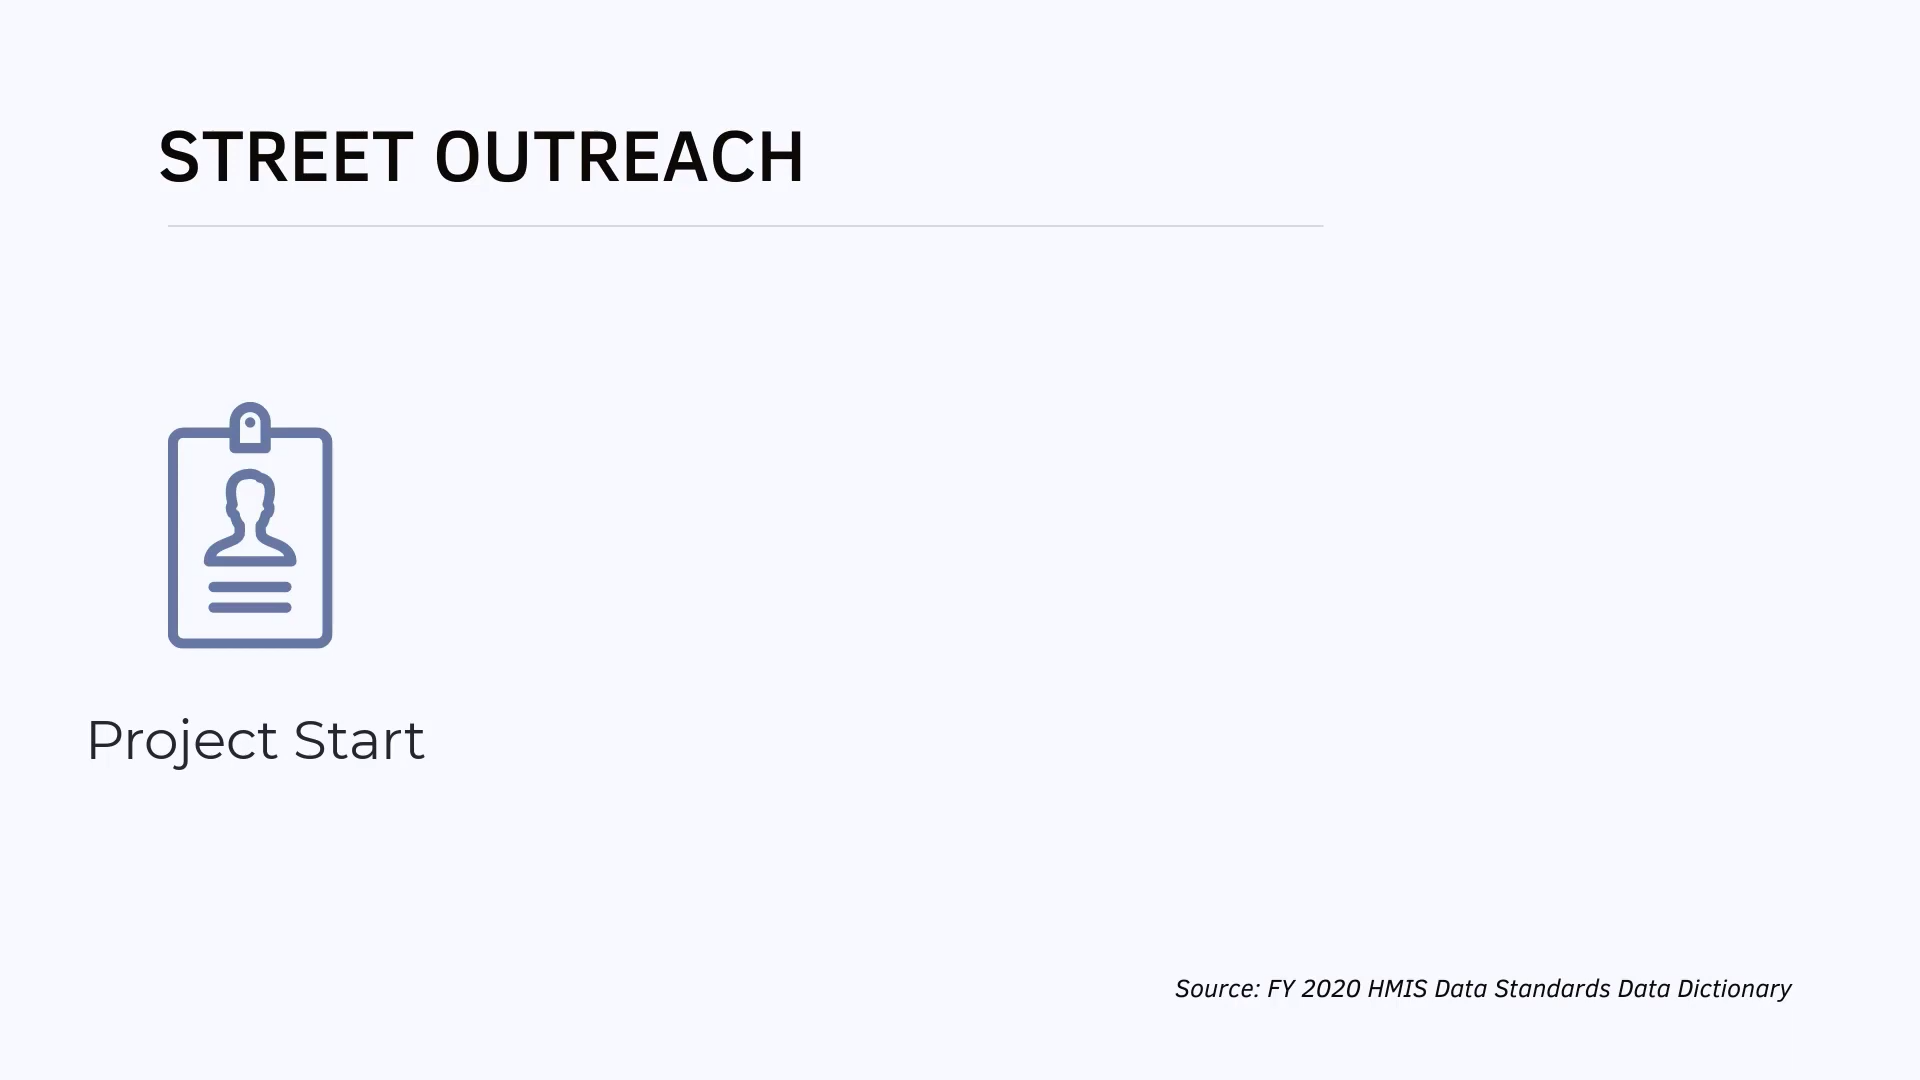 STREET OUTREACH
Project Start
Source: FY 2020 HMIS Data Standards Data Dictionary